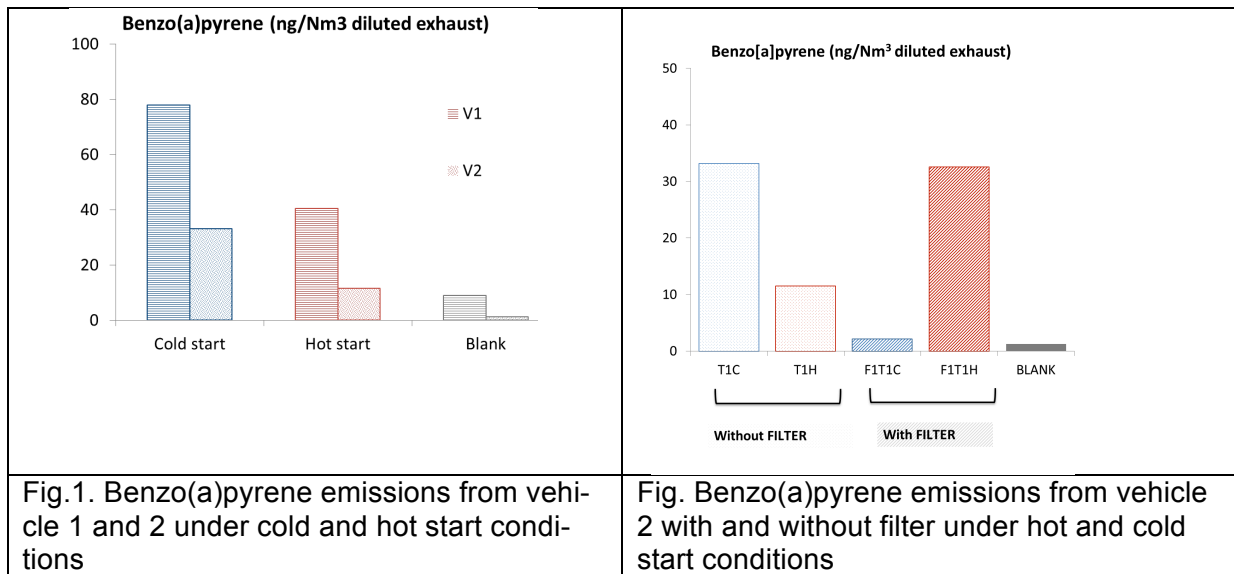 Benzo(a)pyrene (ng/Nm3 diluted exhaust)
100
80
60
40
20
0
V1
V2
Cold start
Hot start
Blank
Benzo[a]pyrene (ng/Nm³ diluted exhaust)
50
40
30
20
10
0
T1C
T1H
F1T1C
F1T1H
BLANK
Without FILTER
With FILTER
Fig.1. Benzo(a)pyrene emissions from vehi-
cle 1 and 2 under cold and hot start condi-
tions
Fig. Benzo(a)pyrene emissions from vehicle
2 with and without filter under hot and cold
start conditions